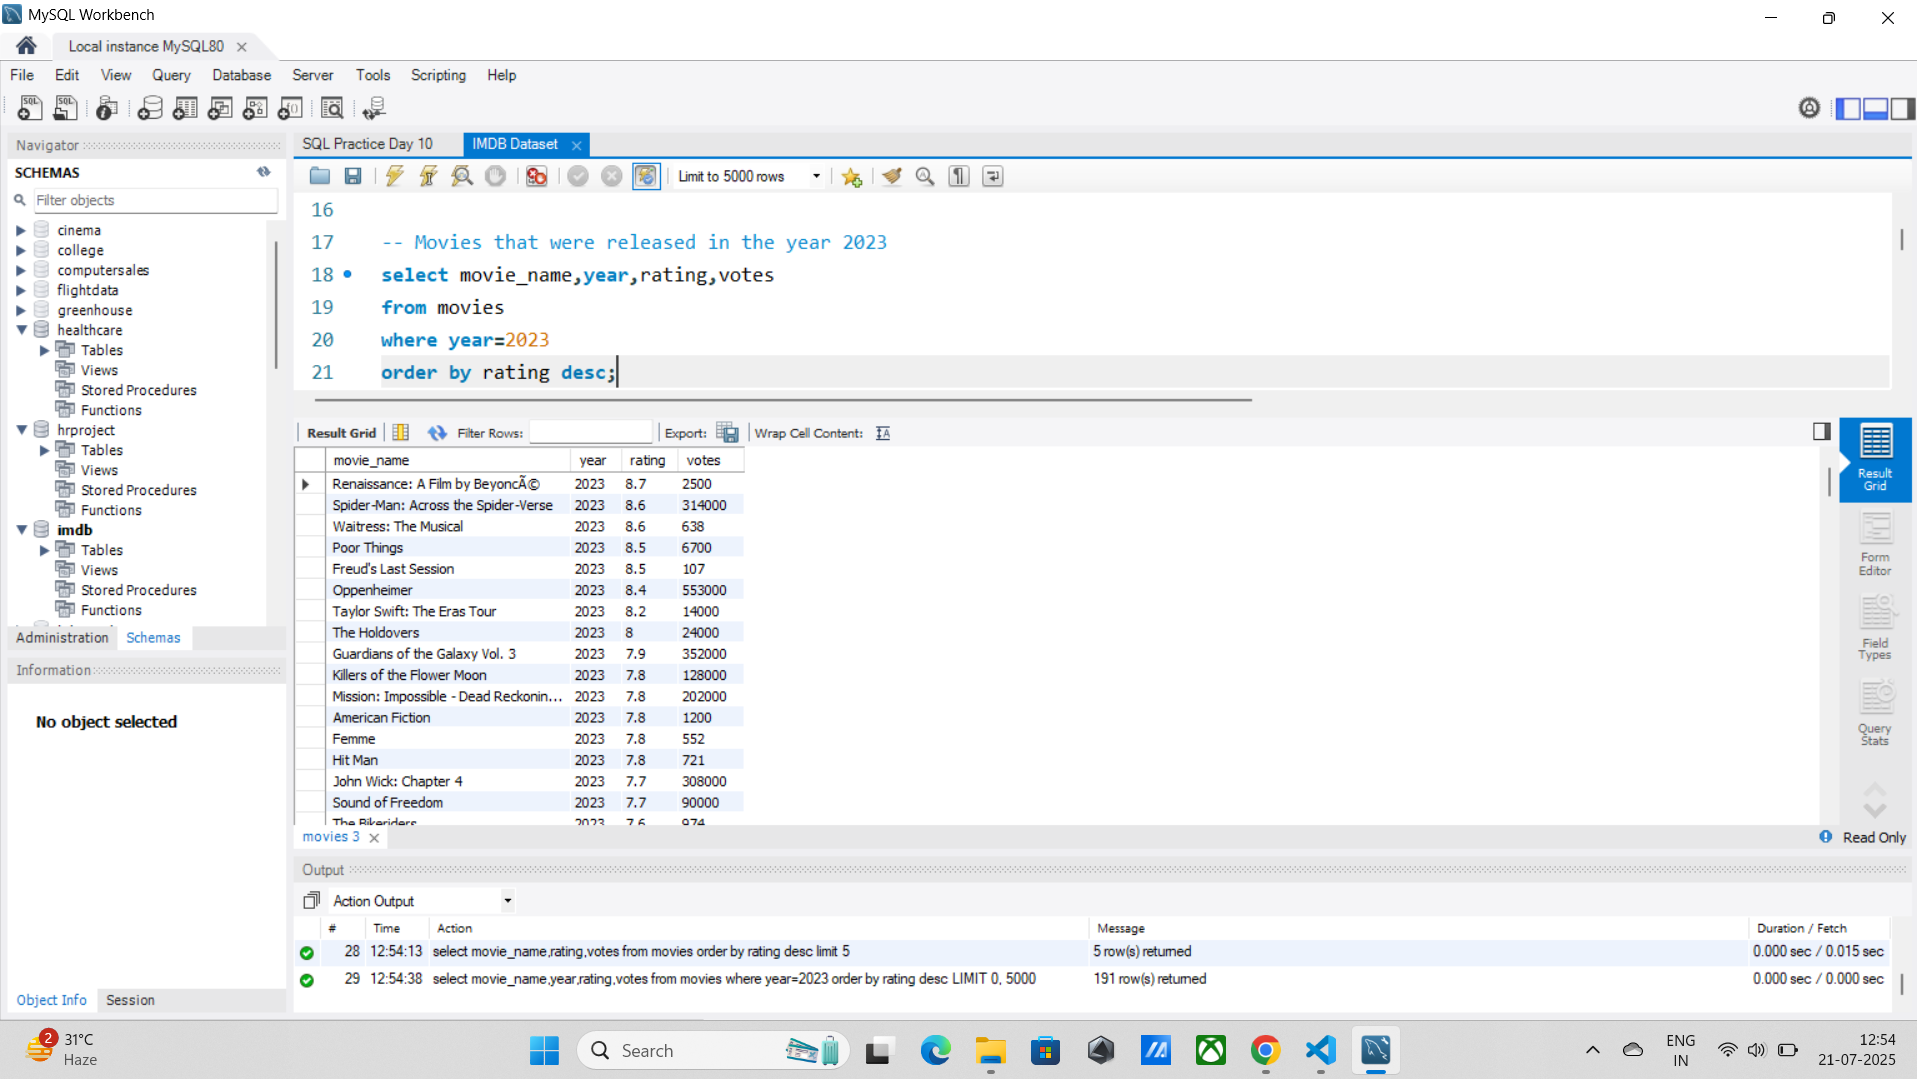 MySQL Workbench
Local instance MySQL80
File Edit View Query Database Server Tools Scripting Help
Navigator
SCHEMAS
Filter objects
cinema
college
computersales
flightdata
greenhouse
healthcare
Tables
Views
Stored Procedures
Functions
hrproject
Tables
Views
Stored Procedures
Functions
imdb
Tables
Views
Stored Procedures
Functions
Administration Schemas
Information
No object selected
Object Info Session
SQL Practice Day 10 IMDB Dataset
Limit to 5000 rows
16
17 -- Movies that were released in the year 2023
18 select movie_name,year,rating,votes
19 from movies
20 where year=2023
21 order by rating desc;
Result Grid Filter Rows: Export: Wrap Cell Content:
movie_name year rating votes
Renaissance: A Film by BeyoncÃ© 2023 8.7 2500
Spider-Man: Across the Spider-Verse 2023 8.6 314000
Waitress: The Musical 2023 8.6 638
Poor Things 2023 8.5 6700
Freud's Last Session 2023 8.5 107
Oppenheimer 2023 8.4 553000
Taylor Swift: The Eras Tour 2023 8.2 14000
The Holdovers 2023 8 24000
Guardians of the Galaxy Vol. 3 2023 7.9 352000
Killers of the Flower Moon 2023 7.8 128000
Mission: Impossible - Dead Reckonin... 2023 7.8 202000
American Fiction 2023 7.8 1200
Femme 2023 7.8 552
Hit Man 2023 7.8 721
John Wick: Chapter 4 2023 7.7 308000
Sound of Freedom 2023 7.7 90000
The Bikeriders 2023 7.6 974
Result Grid
Form Editor
Field Types
Query Stats
movies 3
Read Only
Output
Action Output
# Time Action Message Duration / Fetch
28 12:54:13 select movie_name,rating,votes from movies order by rating desc limit 5 5 row(s) returned 0.000 sec / 0.015 sec
29 12:54:38 select movie_name,year,rating,votes from movies where year=2023 order by rating desc LIMIT 0, 5000 191 row(s) returned 0.000 sec / 0.000 sec
2 31°C
Haze
Search
ENG
IN
12:54
21-07-2025